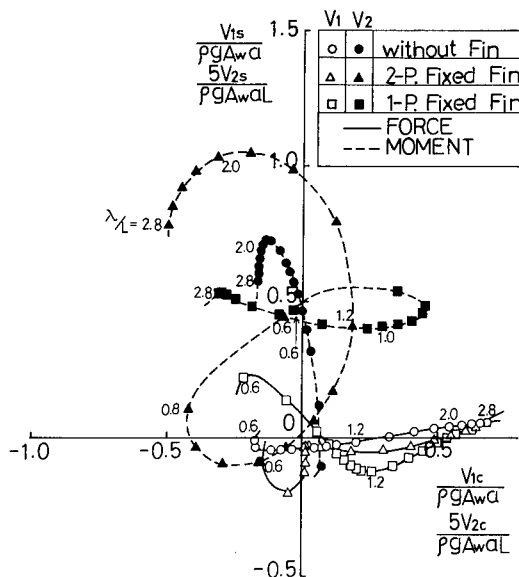 V1s
ρgAwa
5V2s
ρgAwaL
1.5
V1 V2
without Fin
2-P. Fixed Fin
1-P. Fixed Fin
FORCE
MOMENT
1.0
2.0
λ/L=2.8
2.0
2.8
2.8
0.5
0.6
0.6
1.2
1.0
0.8
0.6
0.6
0.6
0
1.2
2.0
2.8
1.2
-1.0
-0.5
0.5
V1c
ρgAwa
5V2c
ρgAwaL
-0.5